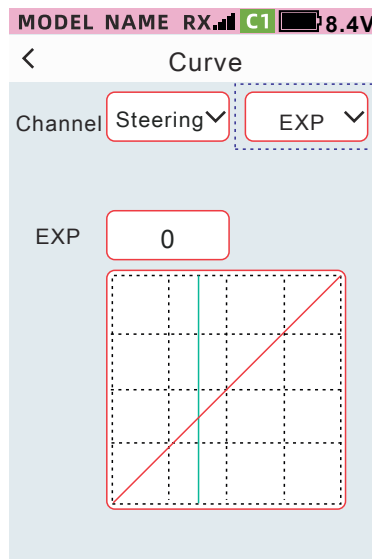 MODEL NAME RX C1 8.4V
Curve
Channel Steering EXP
EXP 0